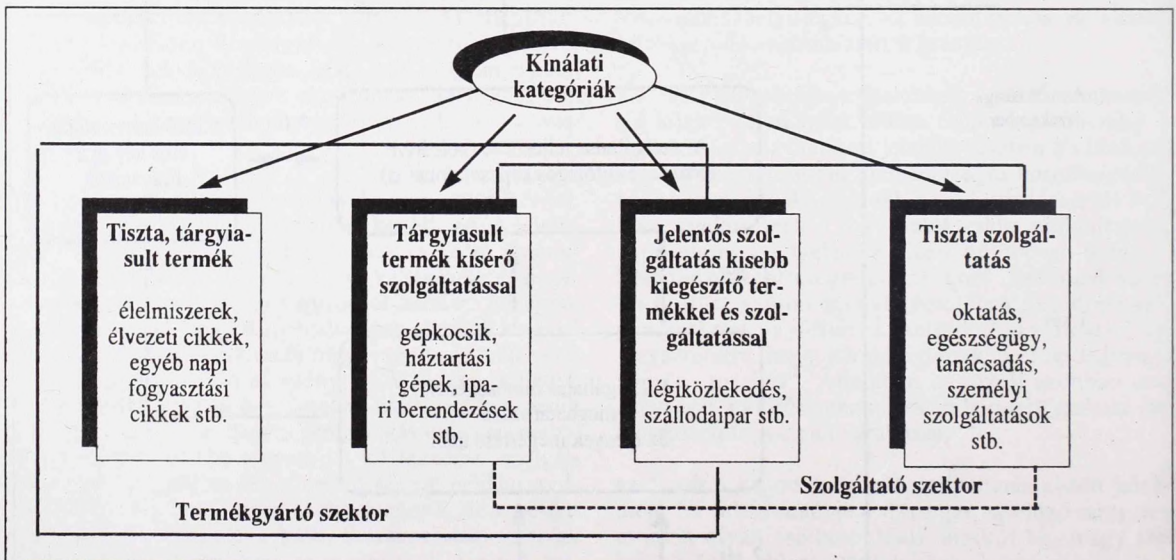 Kínálati
kategóriák
Tiszta, tárgyia-
sult termék
élelmiszerek,
élvezeti cikkek,
egyéb napi
fogyasztási
cikkek stb.
Tárgyiasult
termék kísérő
szolgáltatással
gépkocsik,
háztartási
gépek, ipa-
ri berendezések
stb.
Jelentős szol-
gáltatás kisebb
kiegészítő ter-
mékkel és szol-
gáltatással
légiközlekedés,
szállodaipar stb.
Tiszta szolgál-
tatás
oktatás,
egészségügy,
tanácsadás,
személyi
szolgáltatások
stb.
Termékgyártó szektor
Szolgáltató szektor